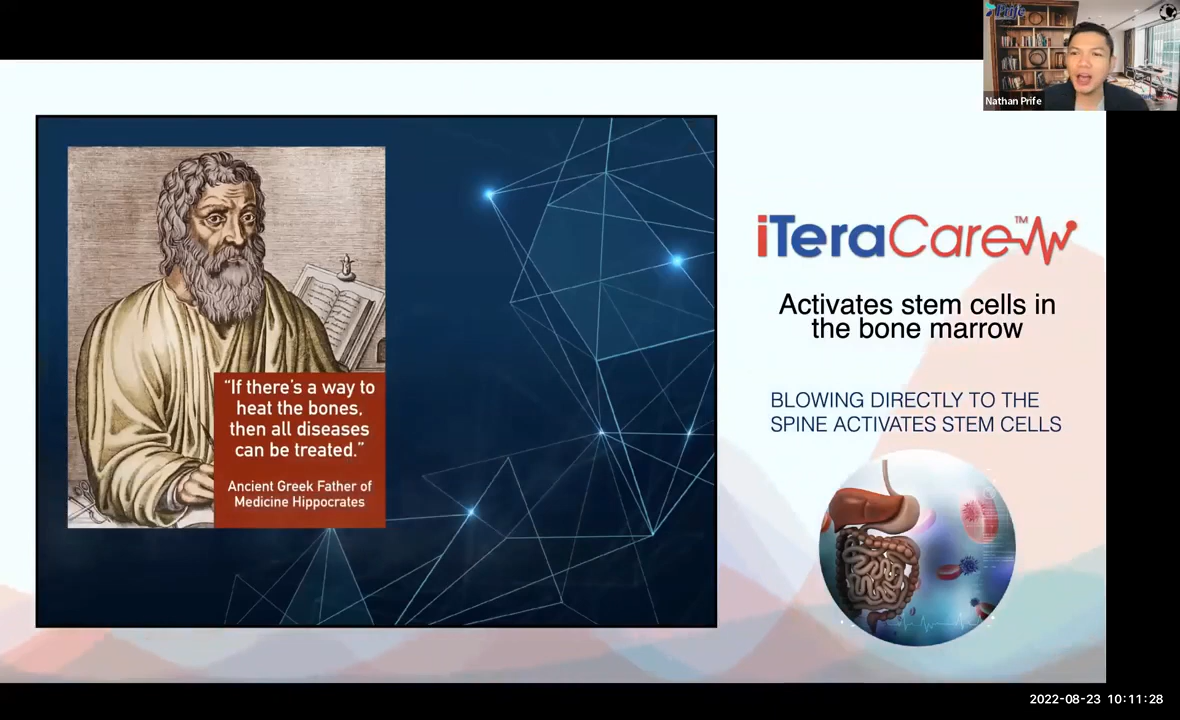 Prife
Nathan Prife
iTeraCare™
Activates stem cells in
the bone marrow
BLOWING DIRECTLY TO THE
SPINE ACTIVATES STEM CELLS
“If there's a way to
heat the bones,
then all diseases
can be treated.”
Ancient Greek Father of
Medicine Hippocrates
2022-08-23 10:11:28